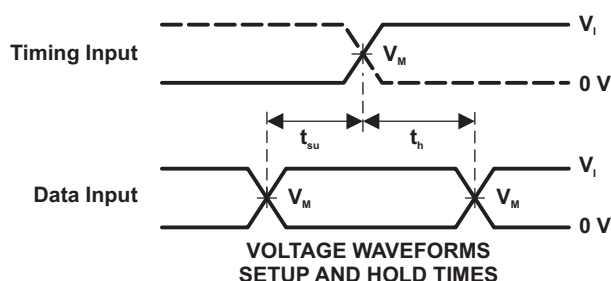 V_I
Timing Input
V_M
0 V
t_su
t_h
V_I
Data Input
V_M
V_M
0 V
VOLTAGE WAVEFORMS
SETUP AND HOLD TIMES